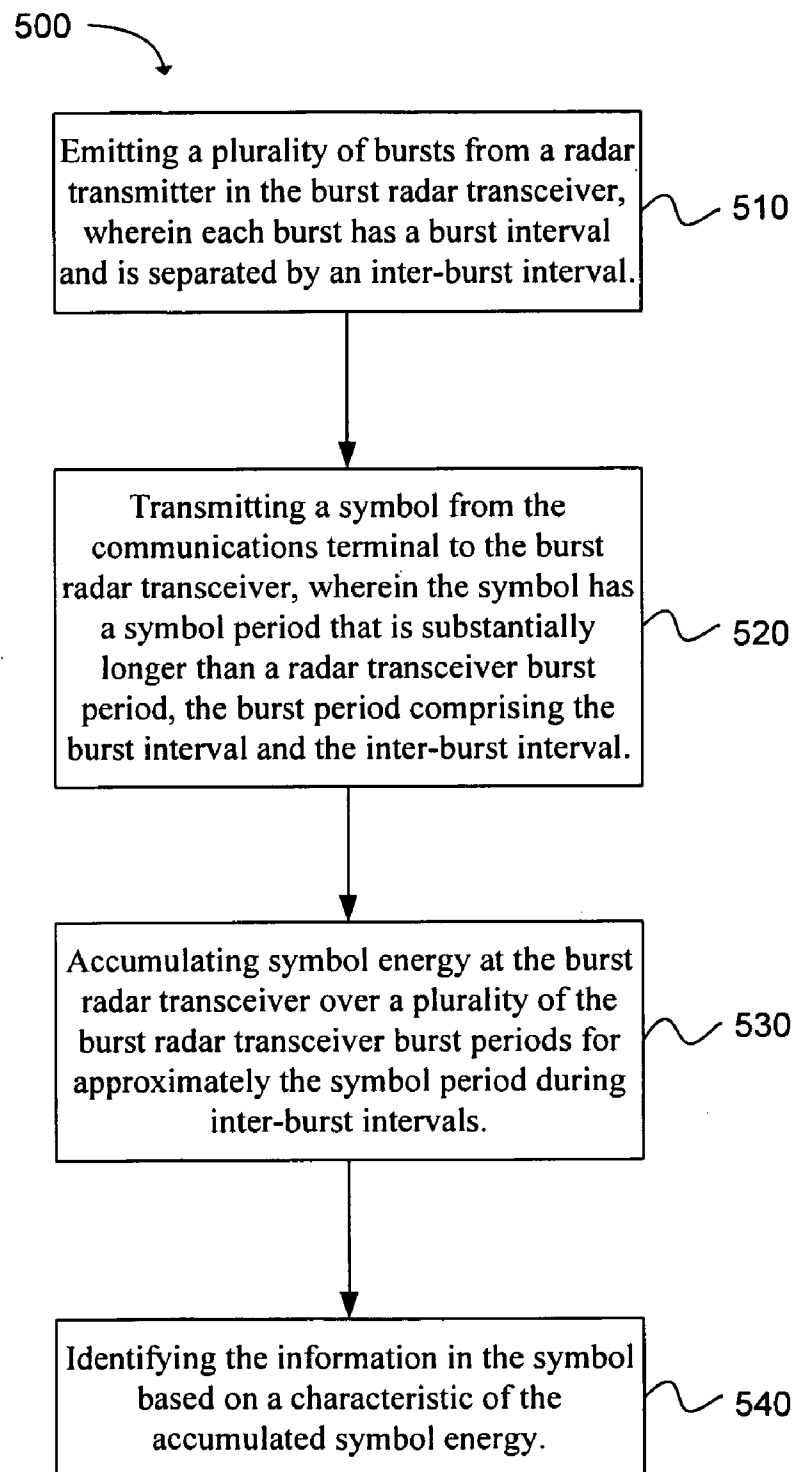 500
Emitting a plurality of bursts from a radar
transmitter in the burst radar transceiver,
wherein each burst has a burst interval
and is separated by an inter-burst interval.
510
Transmitting a symbol from the
communications terminal to the burst
radar transceiver, wherein the symbol has
a symbol period that is substantially
longer than a radar transceiver burst
period, the burst period comprising the
burst interval and the inter-burst interval.
520
Accumulating symbol energy at the burst
radar transceiver over a plurality of the
burst radar transceiver burst periods for
approximately the symbol period during
inter-burst intervals.
530
Identifying the information in the symbol
based on a characteristic of the
accumulated symbol energy.
540